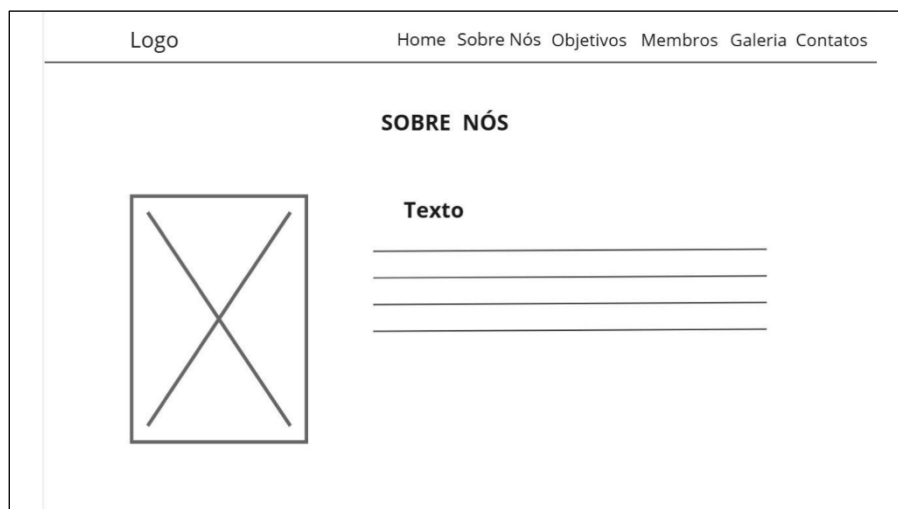 Logo Home Sobre Nós Objetivos Membros Galeria Contatos
SOBRE NÓS
Texto